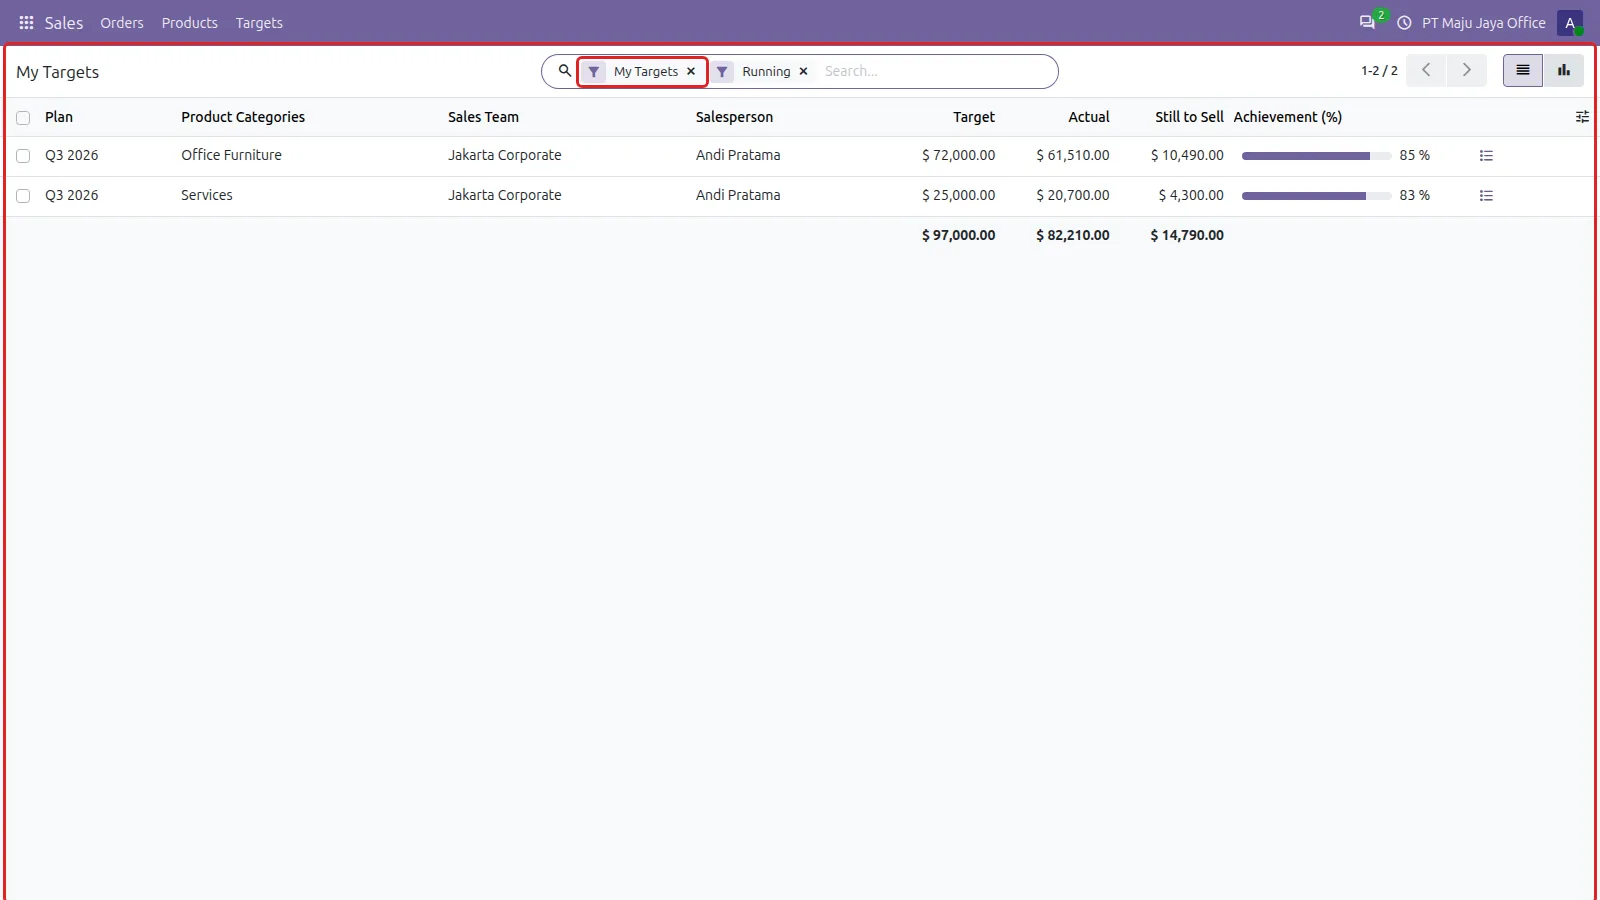 Sales Orders Products Targets 2 PT Maju Jaya Office A
My Targets My Targets × Running × Search... 1-2 / 2
Plan Product Categories Sales Team Salesperson Target Actual Still to Sell Achievement (%)
Q3 2026 Office Furniture Jakarta Corporate Andi Pratama $ 72,000.00 $ 61,510.00 $ 10,490.00 85 %
Q3 2026 Services Jakarta Corporate Andi Pratama $ 25,000.00 $ 20,700.00 $ 4,300.00 83 %
$ 97,000.00 $ 82,210.00 $ 14,790.00